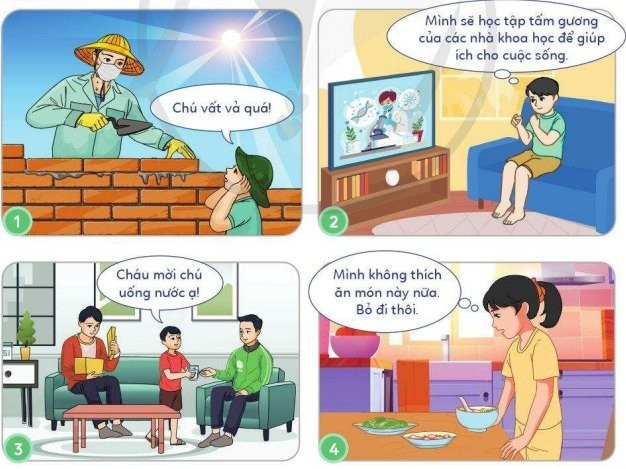 Chú vất vả quá!
1
Mình sẽ học tập tấm gương
của các nhà khoa học để giúp
ích cho cuộc sống.
2
Cháu mời chú
uống nước ạ!
3
Mình không thích
ăn món này nữa.
Bỏ đi thôi.
4